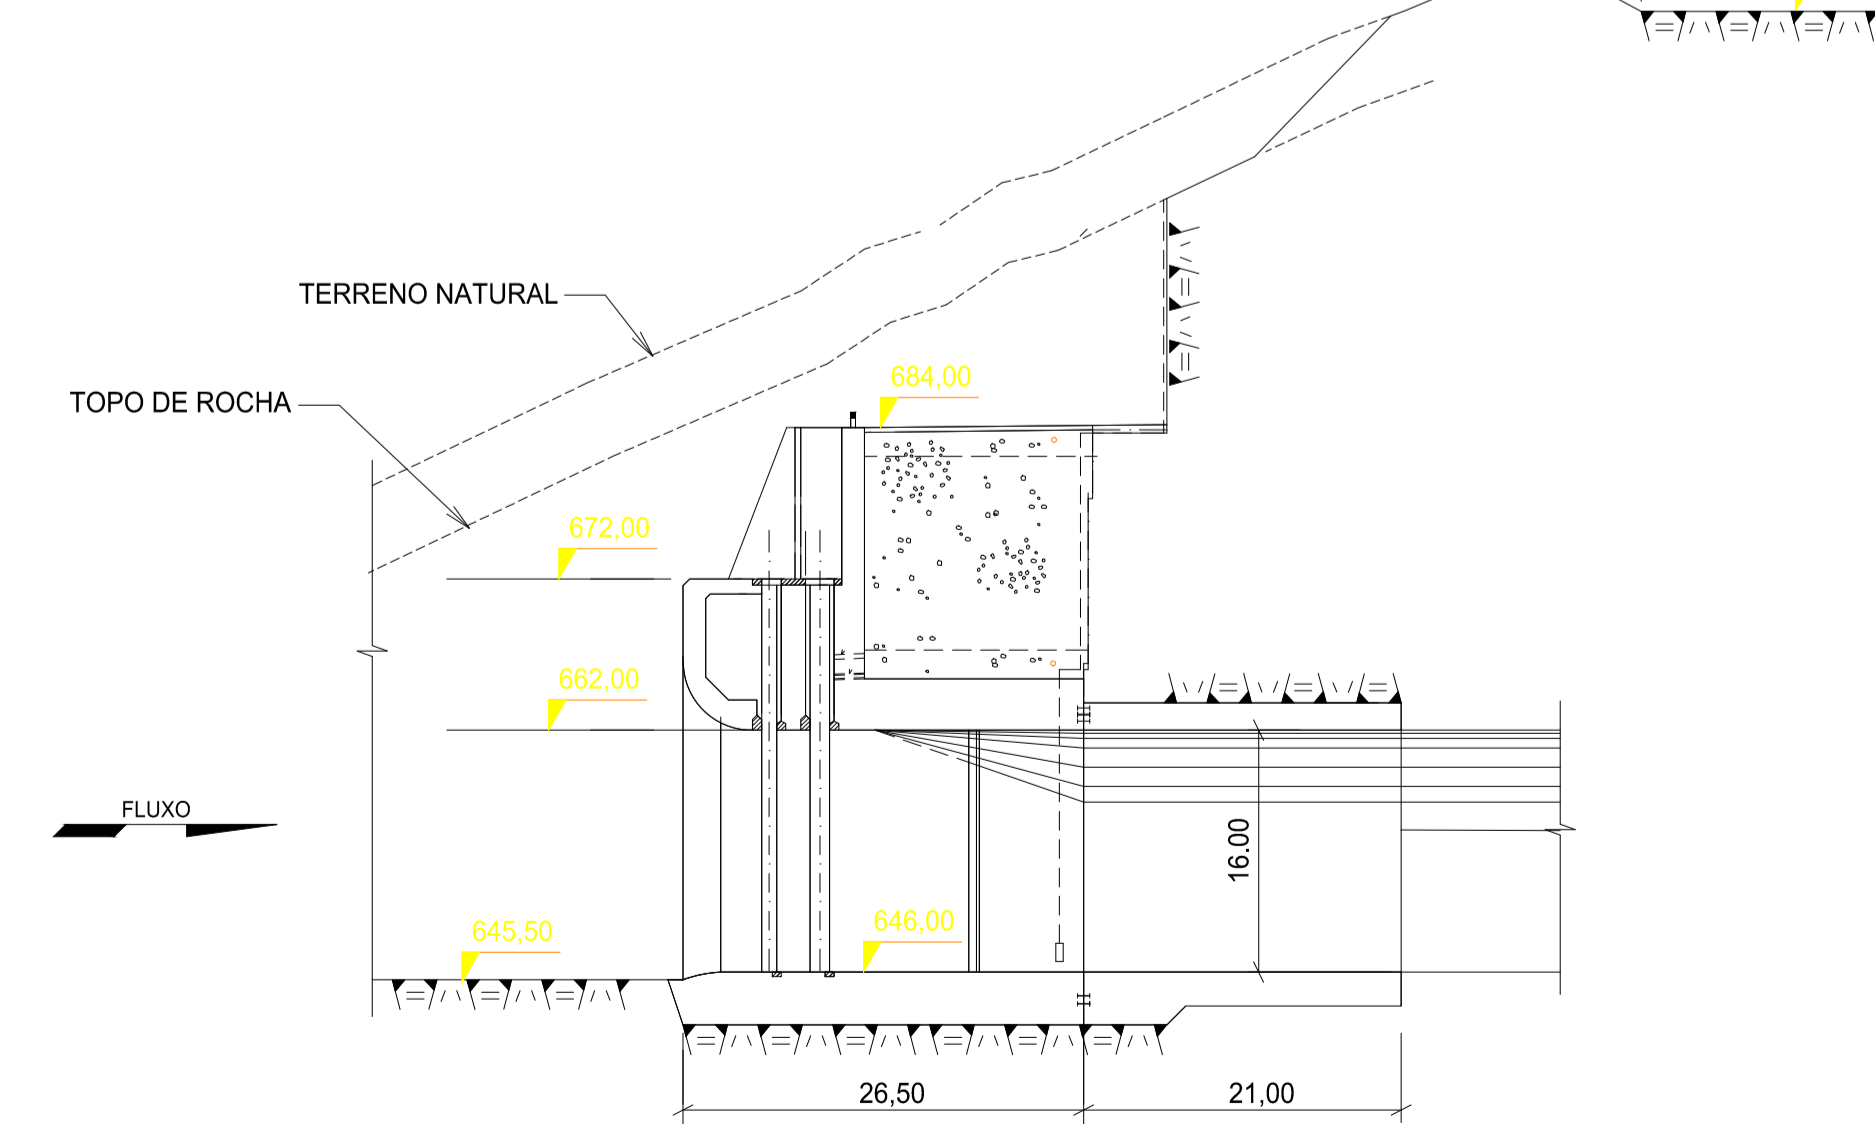 TERRENO NATURAL
TOPO DE ROCHA
684,00
672,00
662,00
FLUXO
16.00
645,50
646,00
26,50
21,00